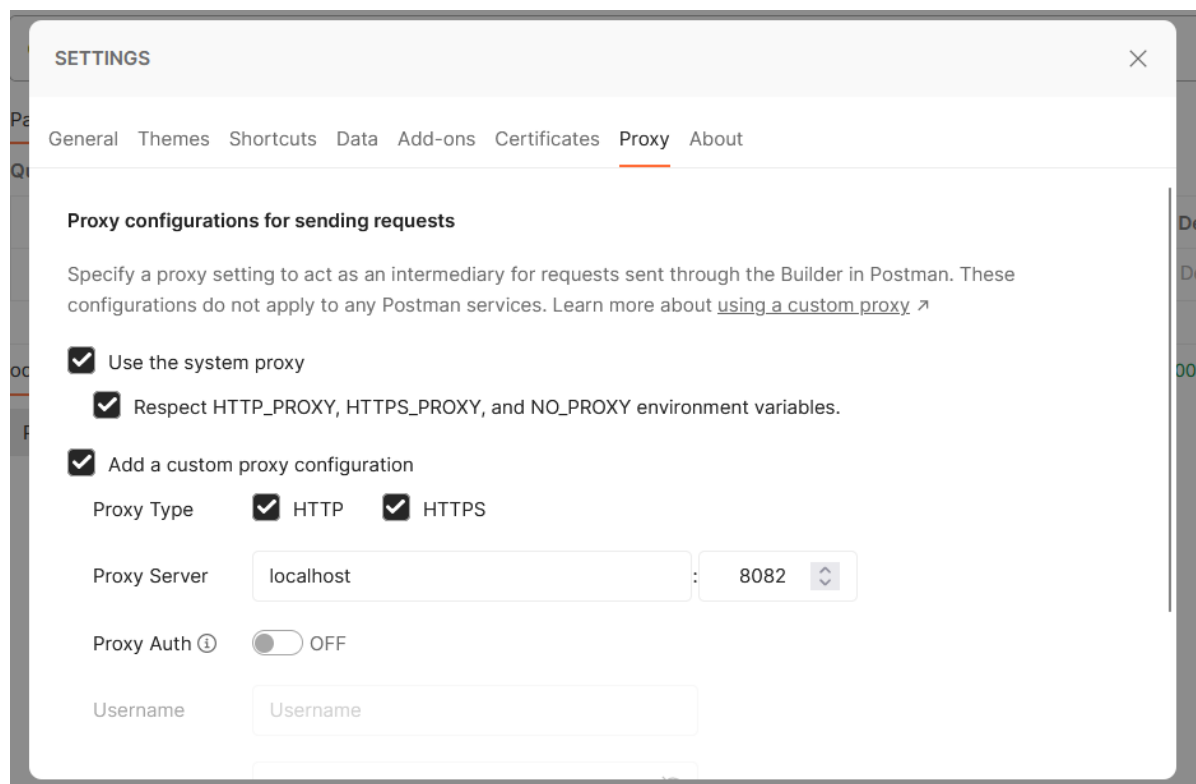 SETTINGS
General Themes Shortcuts Data Add-ons Certificates Proxy About
Proxy configurations for sending requests
Specify a proxy setting to act as an intermediary for requests sent through the Builder in Postman. These
configurations do not apply to any Postman services. Learn more about using a custom proxy ↗
Use the system proxy
Respect HTTP_PROXY, HTTPS_PROXY, and NO_PROXY environment variables.
Add a custom proxy configuration
Proxy Type HTTP HTTPS
Proxy Server localhost : 8082
Proxy Auth OFF
Username Username